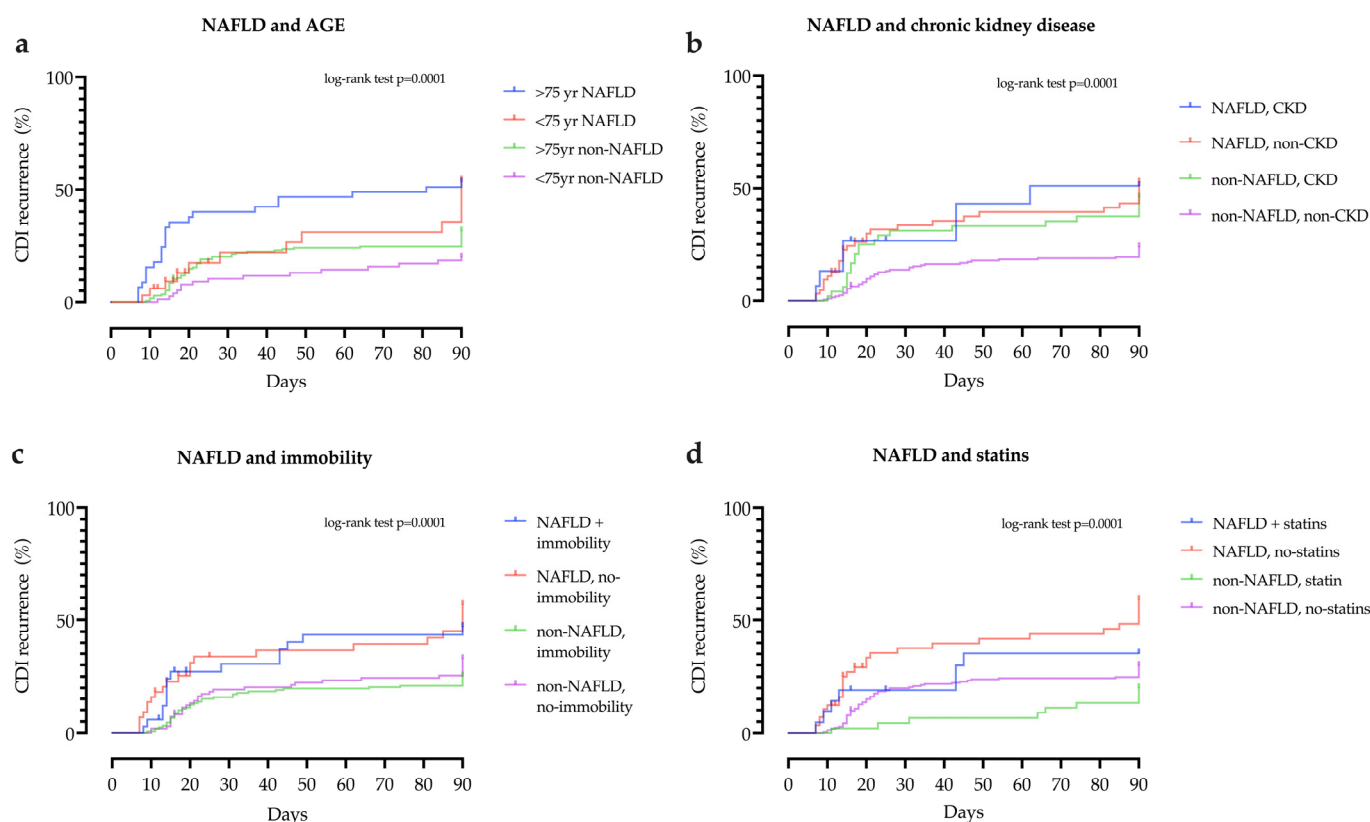 a
NAFLD and AGE
log-rank test p=0.0001
CDI recurrence (%)
100
50
0
0 10 20 30 40 50 60 70 80 90
Days
>75 yr NAFLD
<75 yr NAFLD
>75yr non-NAFLD
<75yr non-NAFLD
b
NAFLD and chronic kidney disease
log-rank test p=0.0001
CDI recurrence (%)
100
50
0
0 10 20 30 40 50 60 70 80 90
Days
NAFLD, CKD
NAFLD, non-CKD
non-NAFLD, CKD
non-NAFLD, non-CKD
c
NAFLD and immobility
log-rank test p=0.0001
CDI recurrence (%)
100
50
0
0 10 20 30 40 50 60 70 80 90
Days
NAFLD +
immobility
NAFLD, no-
immobility
non-NAFLD,
immobility
non-NAFLD,
no-immobility
d
NAFLD and statins
log-rank test p=0.0001
CDI recurrence (%)
100
50
0
0 10 20 30 40 50 60 70 80 90
Days
NAFLD + statins
NAFLD, no-statins
non-NAFLD, statin
non-NAFLD, no-statins